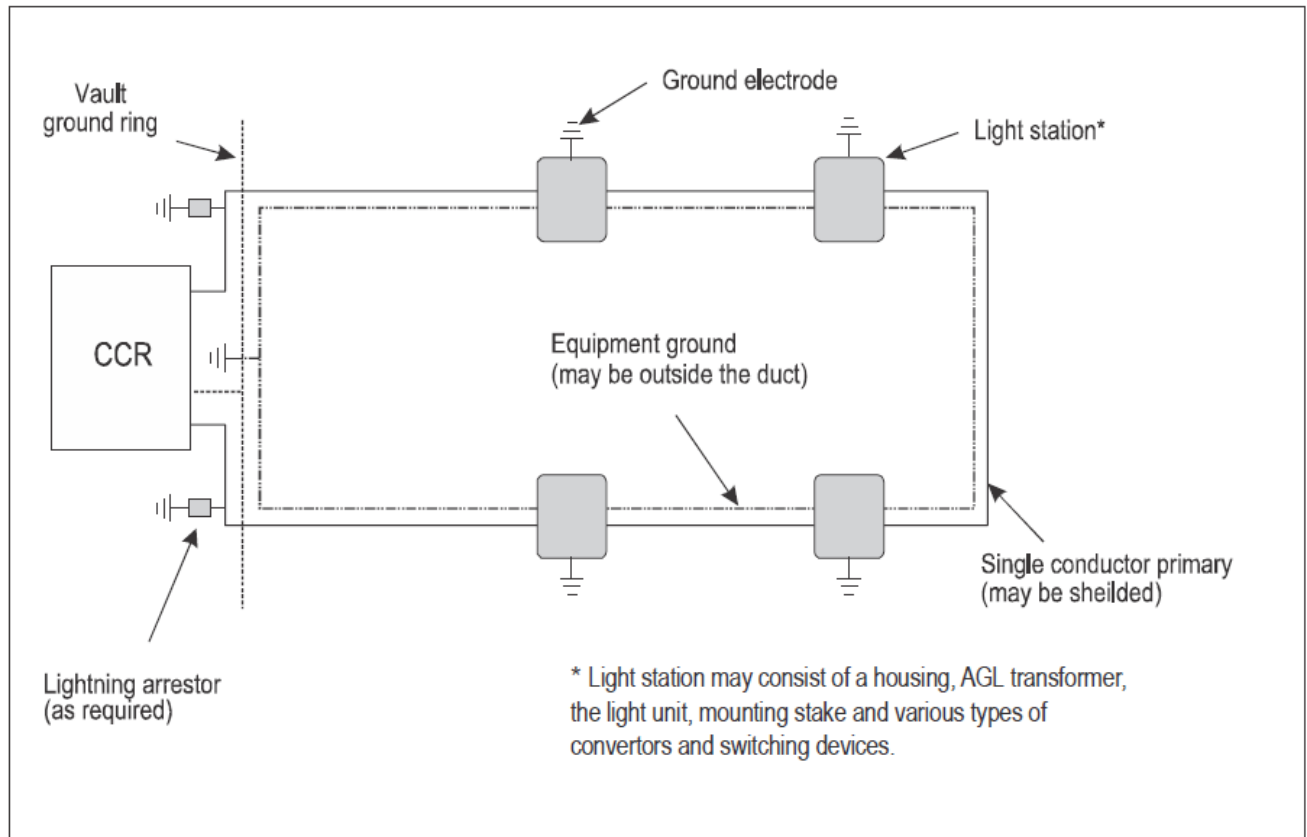 Vault
ground ring
Ground electrode
Light station*
CCR
Equipment ground
(may be outside the duct)
Single conductor primary
(may be sheilded)
Lightning arrestor
(as required)
* Light station may consist of a housing, AGL transformer,
the light unit, mounting stake and various types of
convertors and switching devices.